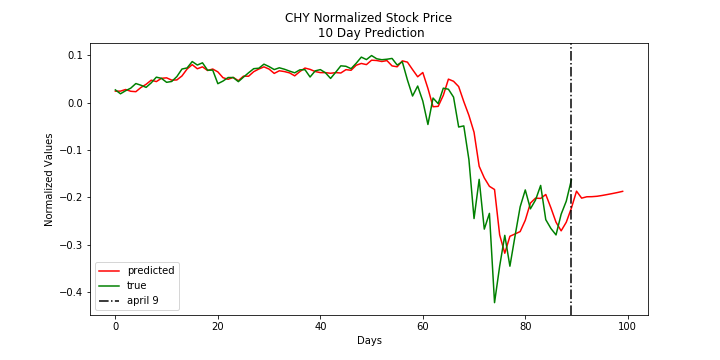 CHY Normalized Stock Price
10 Day Prediction
Normalized Values
0.1
0.0
−0.1
−0.2
−0.3
−0.4
predicted
true
april 9
0 20 40 60 80 100
Days